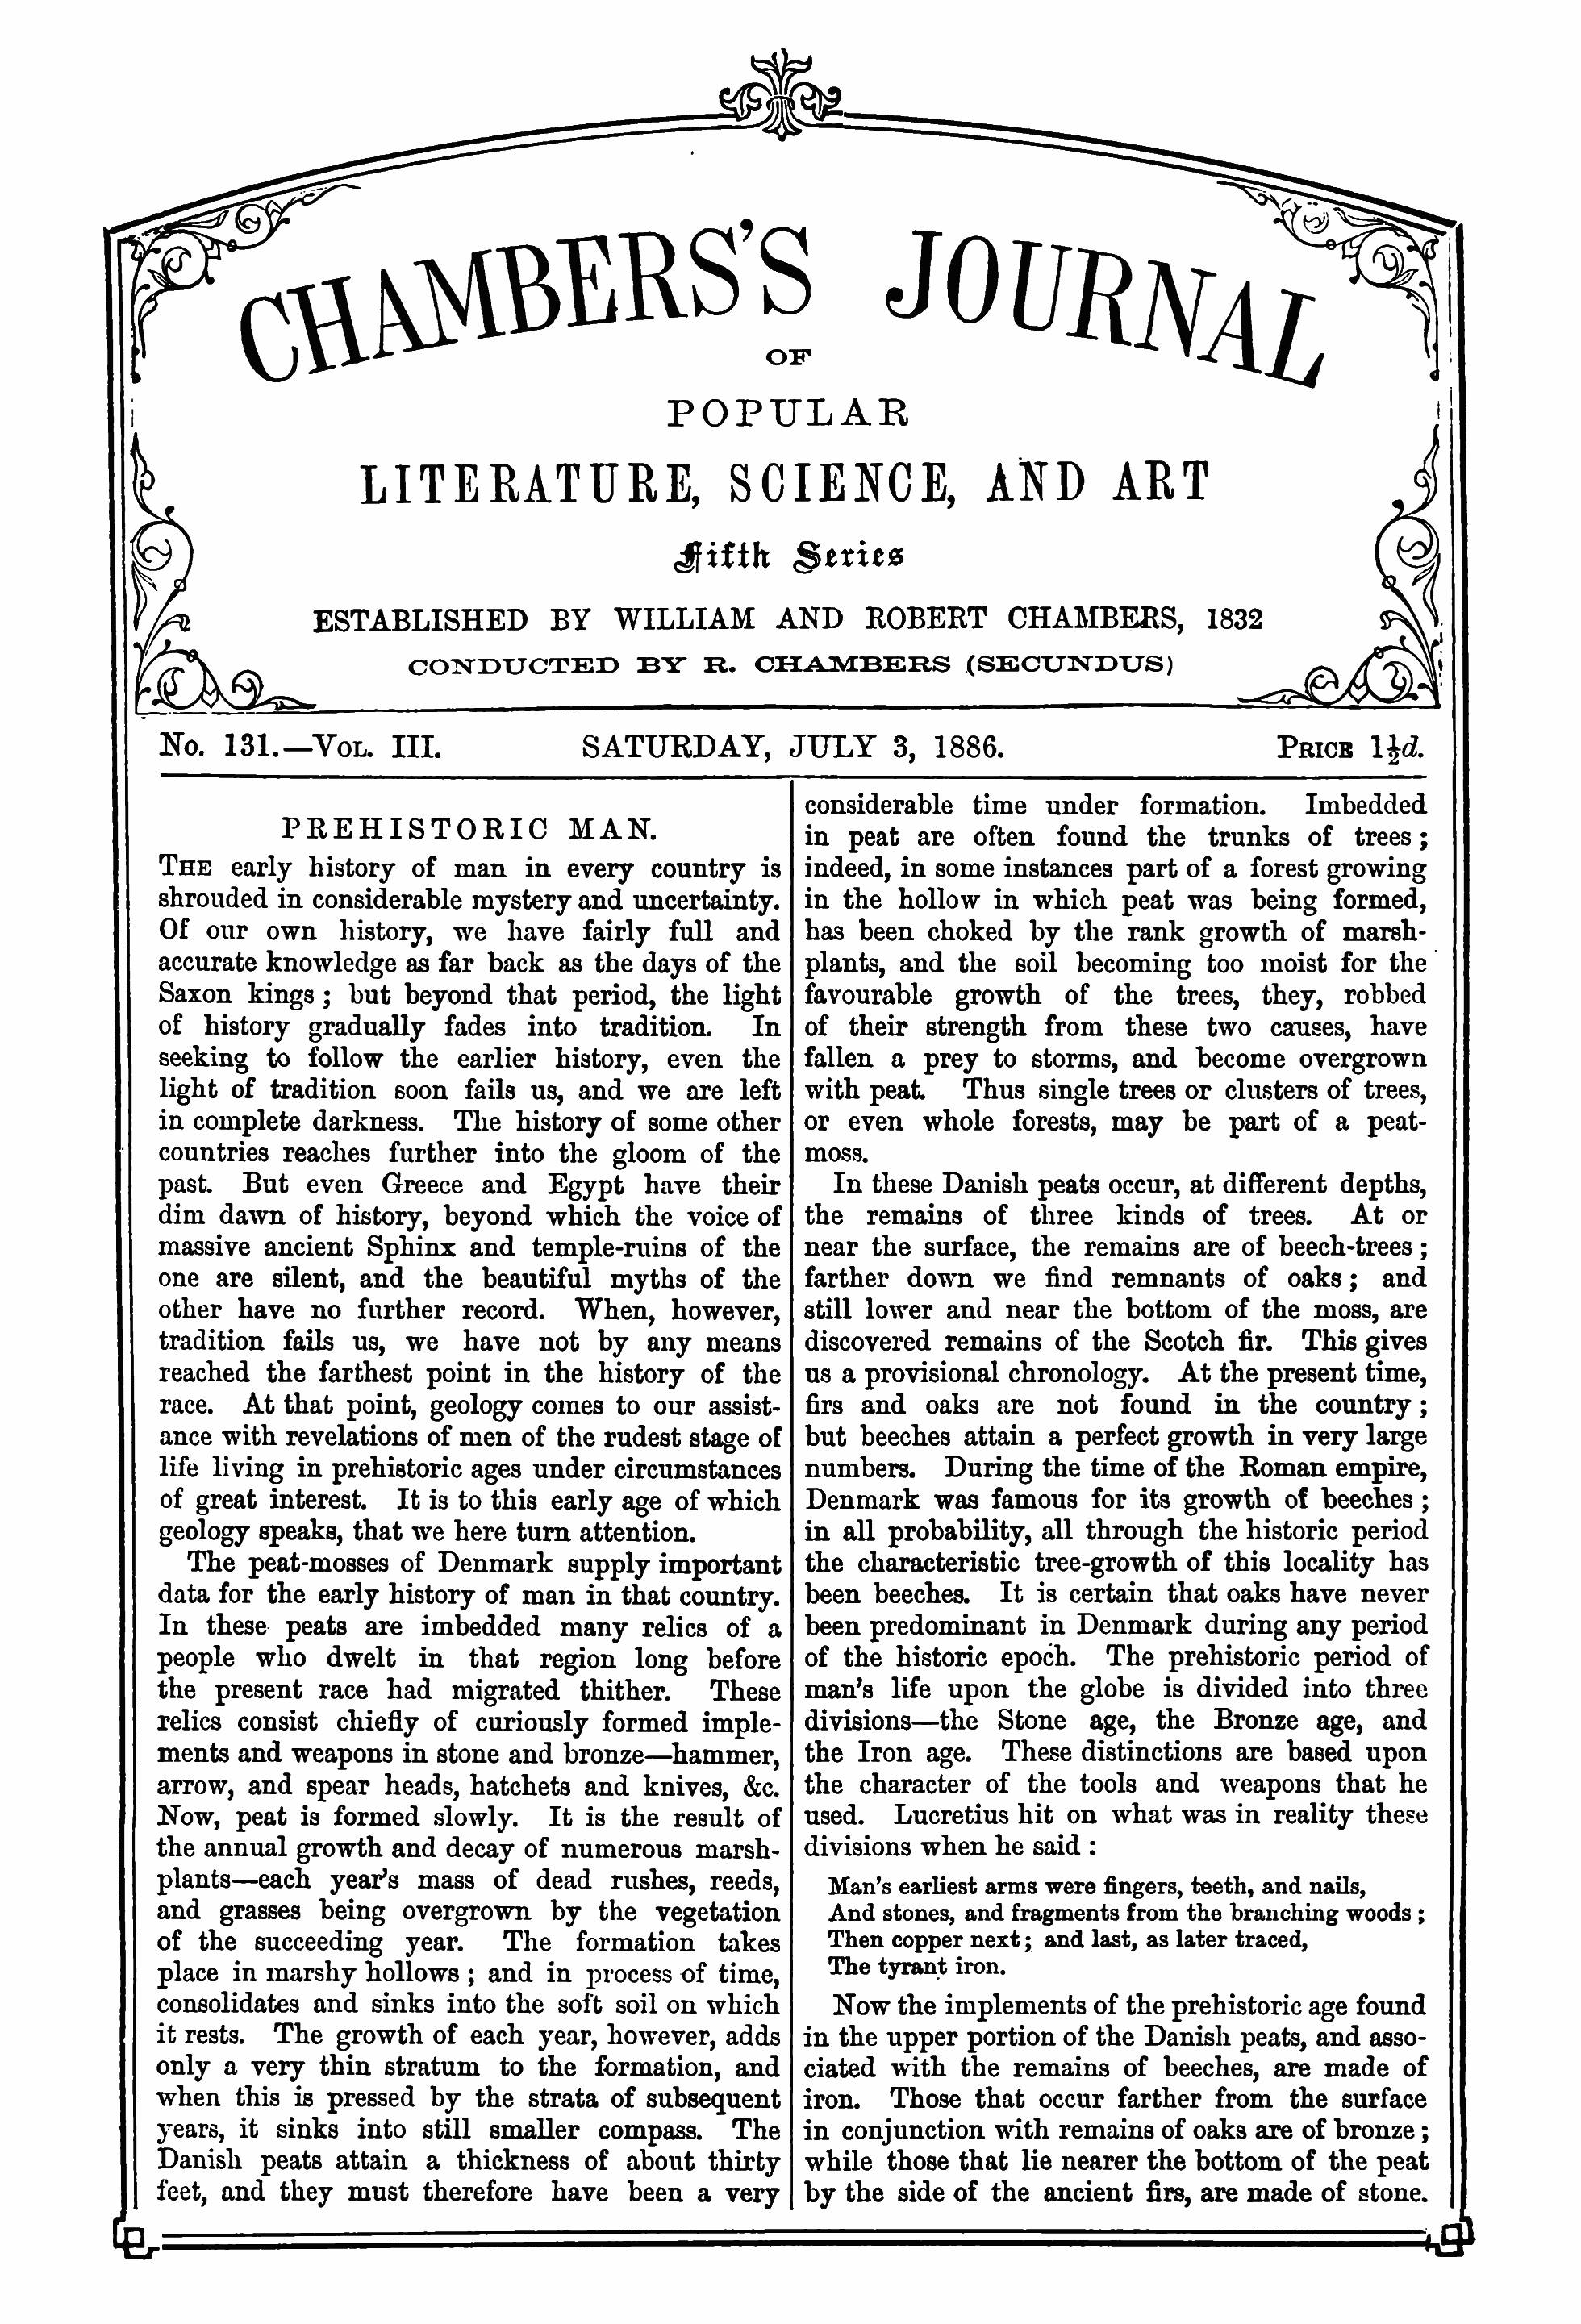 CHAMBERS'S JOURNAL
OF
POPULAR
LITERATURE, SCIENCE, AND ART
Fifth Series
ESTABLISHED BY WILLIAM AND ROBERT CHAMBERS, 1832
CONDUCTED BY R. CHAMBERS (SECUNDUS)
No. 131.—Vol. III. SATURDAY, JULY 3, 1886. Price 1½d.
PREHISTORIC MAN.
The early history of man in every country is
shrouded in considerable mystery and uncertainty.
Of our own history, we have fairly full and
accurate knowledge as far back as the days of the
Saxon kings; but beyond that period, the light
of history gradually fades into tradition. In
seeking to follow the earlier history, even the
light of tradition soon fails us, and we are left
in complete darkness. The history of some other
countries reaches further into the gloom of the
past. But even Greece and Egypt have their
dim dawn of history, beyond which the voice of
massive ancient Sphinx and temple-ruins of the
one are silent, and the beautiful myths of the
other have no further record. When, however,
tradition fails us, we have not by any means
reached the farthest point in the history of the
race. At that point, geology comes to our assist-
ance with revelations of men of the rudest stage of
life living in prehistoric ages under circumstances
of great interest. It is to this early age of which
geology speaks, that we here turn attention.
The peat-mosses of Denmark supply important
data for the early history of man in that country.
In these peats are imbedded many relics of a
people who dwelt in that region long before
the present race had migrated thither. These
relics consist chiefly of curiously formed imple-
ments and weapons in stone and bronze—hammer,
arrow, and spear heads, hatchets and knives, &c.
Now, peat is formed slowly. It is the result of
the annual growth and decay of numerous marsh-
plants—each year's mass of dead rushes, reeds,
and grasses being overgrown by the vegetation
of the succeeding year. The formation takes
place in marshy hollows; and in process of time,
consolidates and sinks into the soft soil on which
it rests. The growth of each year, however, adds
only a very thin stratum to the formation, and
when this is pressed by the strata of subsequent
years, it sinks into still smaller compass. The
Danish peats attain a thickness of about thirty
feet, and they must therefore have been a very
considerable time under formation. Imbedded
in peat are often found the trunks of trees;
indeed, in some instances part of a forest growing
in the hollow in which peat was being formed,
has been choked by the rank growth of marsh-
plants, and the soil becoming too moist for the
favourable growth of the trees, they, robbed
of their strength from these two causes, have
fallen a prey to storms, and become overgrown
with peat. Thus single trees or clusters of trees,
or even whole forests, may be part of a peat-
moss.
In these Danish peats occur, at different depths,
the remains of three kinds of trees. At or
near the surface, the remains are of beech-trees;
farther down we find remnants of oaks; and
still lower and near the bottom of the moss, are
discovered remains of the Scotch fir. This gives
us a provisional chronology. At the present time,
firs and oaks are not found in the country;
but beeches attain a perfect growth in very large
numbers. During the time of the Roman empire,
Denmark was famous for its growth of beeches;
in all probability, all through the historic period
the characteristic tree-growth of this locality has
been beeches. It is certain that oaks have never
been predominant in Denmark during any period
of the historic epoch. The prehistoric period of
man's life upon the globe is divided into three
divisions—the Stone age, the Bronze age, and
the Iron age. These distinctions are based upon
the character of the tools and weapons that he
used. Lucretius hit on what was in reality these
divisions when he said:
Man's earliest arms were fingers, teeth, and nails,
And stones, and fragments from the branching woods;
Then copper next; and last, as later traced,
The tyrant iron.
Now the implements of the prehistoric age found
in the upper portion of the Danish peats, and asso-
ciated with the remains of beeches, are made of
iron. Those that occur farther from the surface
in conjunction with remains of oaks are of bronze;
while those that lie nearer the bottom of the peat
by the side of the ancient firs, are made of stone.